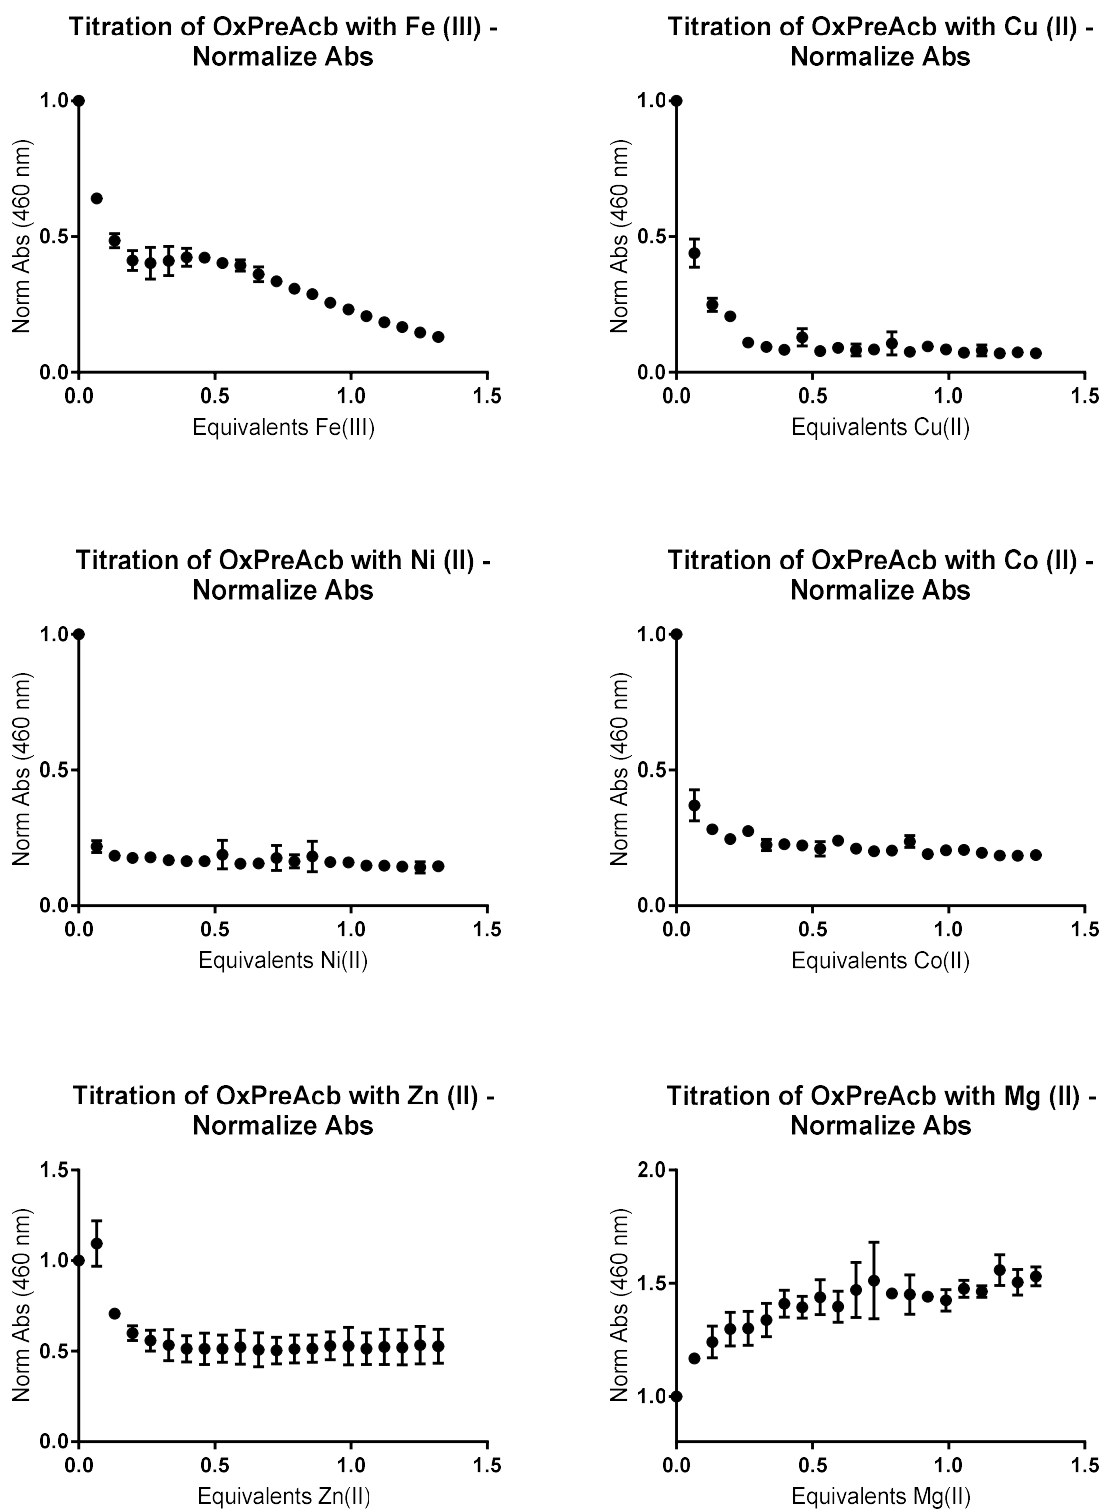 Titration of OxPreAcb with Fe (III) -
Normalize Abs
Norm Abs (460 nm)
1.0
0.5
0.0
0.0 0.5 1.0 1.5
Equivalents Fe(III)
Titration of OxPreAcb with Cu (II) -
Normalize Abs
Norm Abs (460 nm)
1.0
0.5
0.0
0.0 0.5 1.0 1.5
Equivalents Cu(II)
Titration of OxPreAcb with Ni (II) -
Normalize Abs
Norm Abs (460 nm)
1.0
0.5
0.0
0.0 0.5 1.0 1.5
Equivalents Ni(II)
Titration of OxPreAcb with Co (II) -
Normalize Abs
Norm Abs (460 nm)
1.0
0.5
0.0
0.0 0.5 1.0 1.5
Equivalents Co(II)
Titration of OxPreAcb with Zn (II) -
Normalize Abs
Norm Abs (460 nm)
1.5
1.0
0.5
0.0
0.0 0.5 1.0 1.5
Equivalents Zn(II)
Titration of OxPreAcb with Mg (II) -
Normalize Abs
Norm Abs (460 nm)
2.0
1.5
1.0
0.0 0.5 1.0 1.5
Equivalents Mg(II)